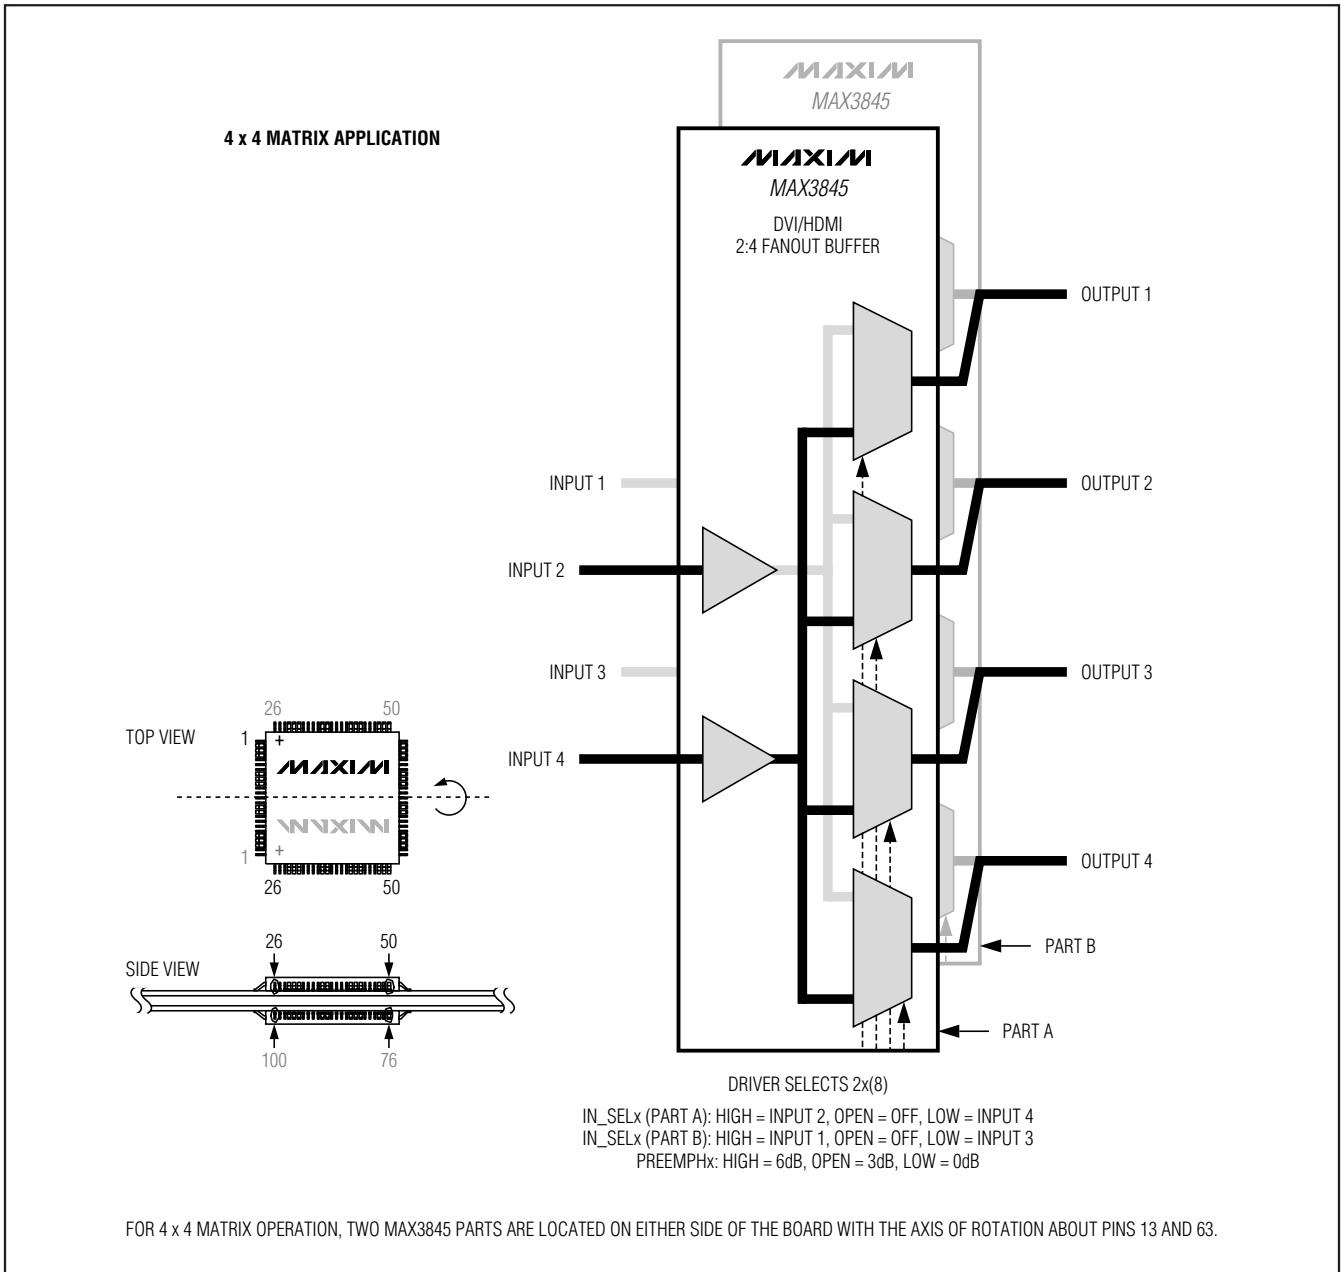 MAXIM
MAX3845
4 x 4 MATRIX APPLICATION
MAXIM
MAX3845
DVI/HDMI
2:4 FANOUT BUFFER
OUTPUT 1
INPUT 1
OUTPUT 2
INPUT 2
INPUT 3
OUTPUT 3
26 50
TOP VIEW
1
+
INPUT 4
MAXIM
MAXIM
1
+
OUTPUT 4
26 50
26 50
PART B
SIDE VIEW
PART A
100 76
DRIVER SELECTS 2x(8)
IN_SELx (PART A): HIGH = INPUT 2, OPEN = OFF, LOW = INPUT 4
IN_SELx (PART B): HIGH = INPUT 1, OPEN = OFF, LOW = INPUT 3
PREEMPHx: HIGH = 6dB, OPEN = 3dB, LOW = 0dB
FOR 4 x 4 MATRIX OPERATION, TWO MAX3845 PARTS ARE LOCATED ON EITHER SIDE OF THE BOARD WITH THE AXIS OF ROTATION ABOUT PINS 13 AND 63.